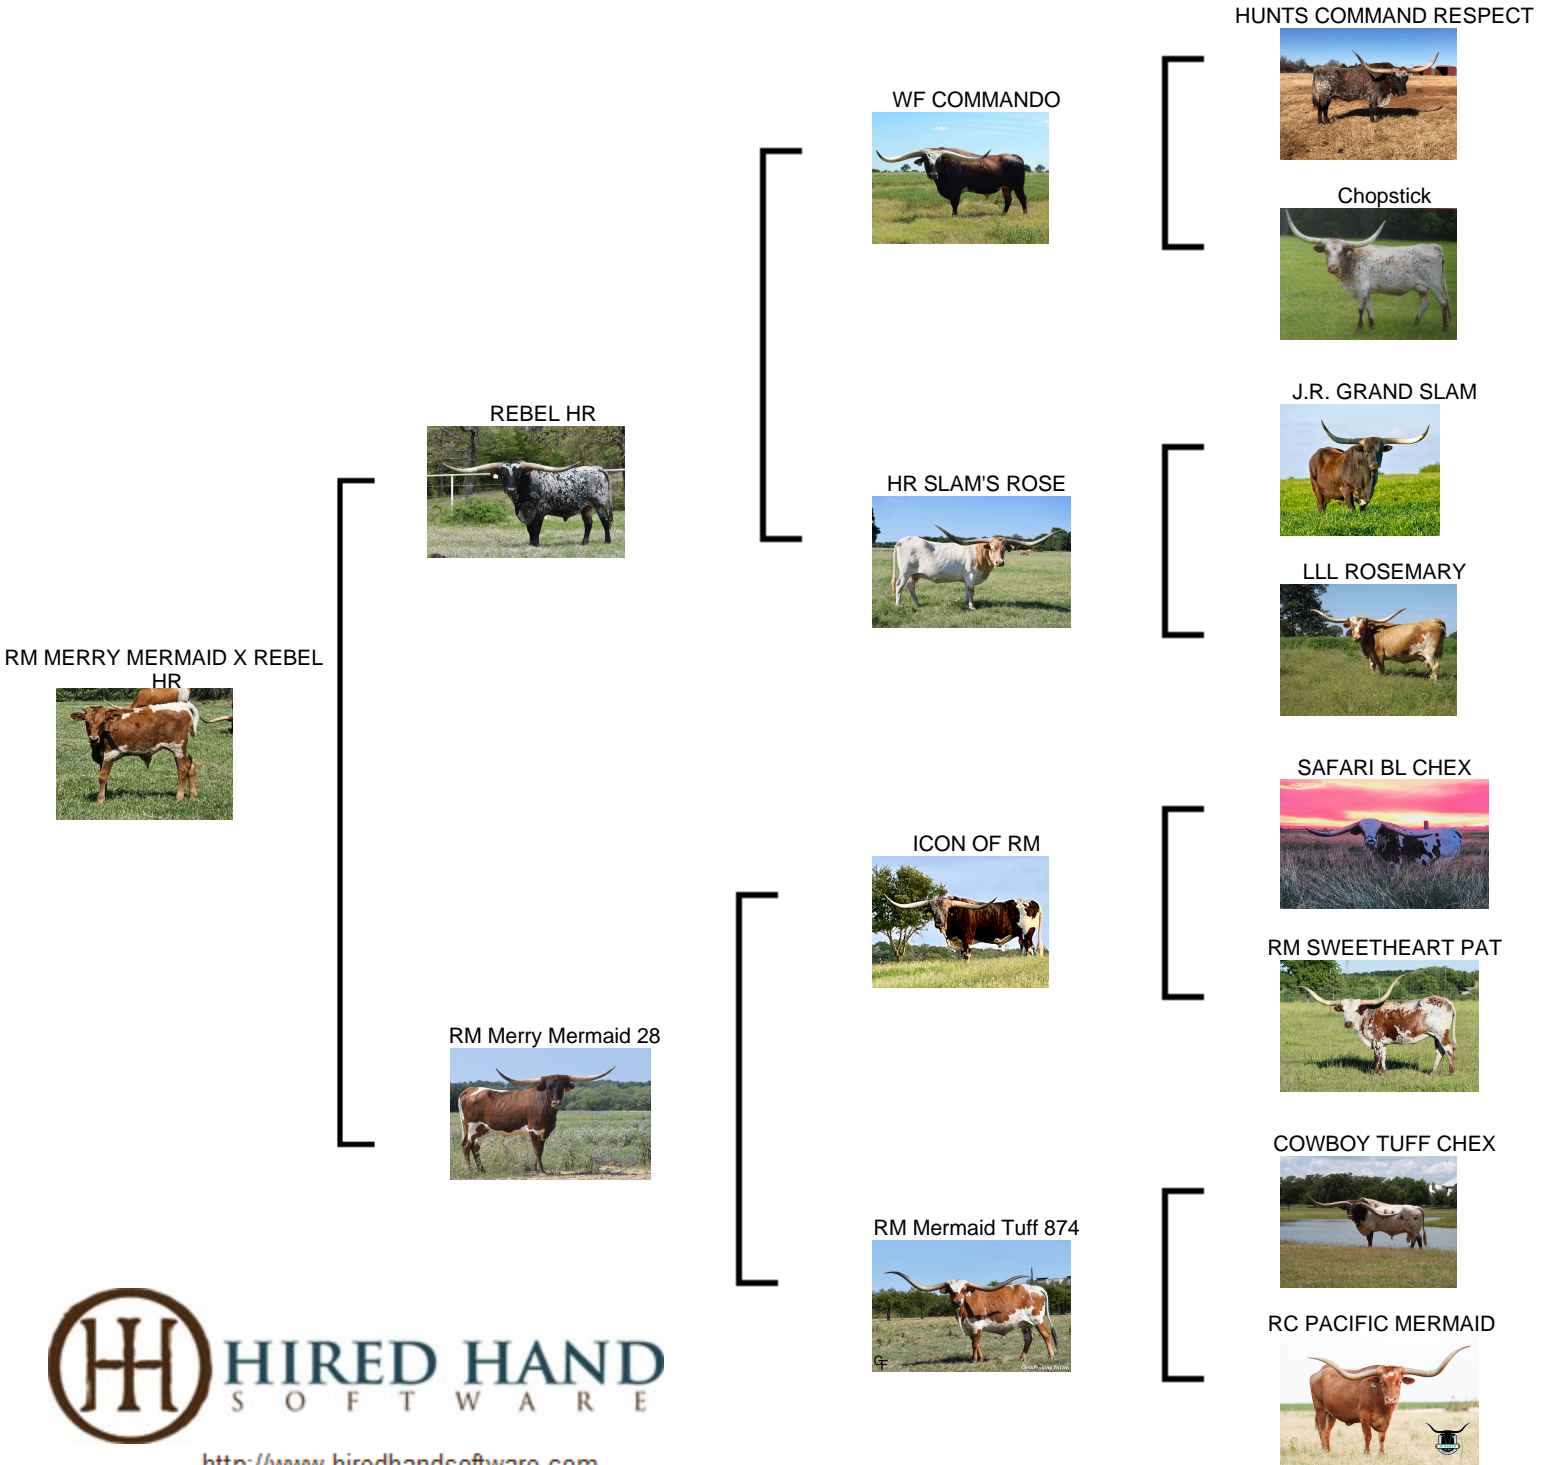 HUNTS COMMAND RESPECT
WF COMMANDO
Chopstick
J.R. GRAND SLAM
REBEL HR
HR SLAM'S ROSE
LLL ROSEMARY
RM MERRY MERMAID X REBEL
HR
SAFARI BL CHEX
ICON OF RM
RM SWEETHEART PAT
RM Merry Mermaid 28
COWBOY TUFF CHEX
RM Mermaid Tuff 874
RC PACIFIC MERMAID
HIRED HAND
SOFTWARE
http://www.hiredhandsoftware.com